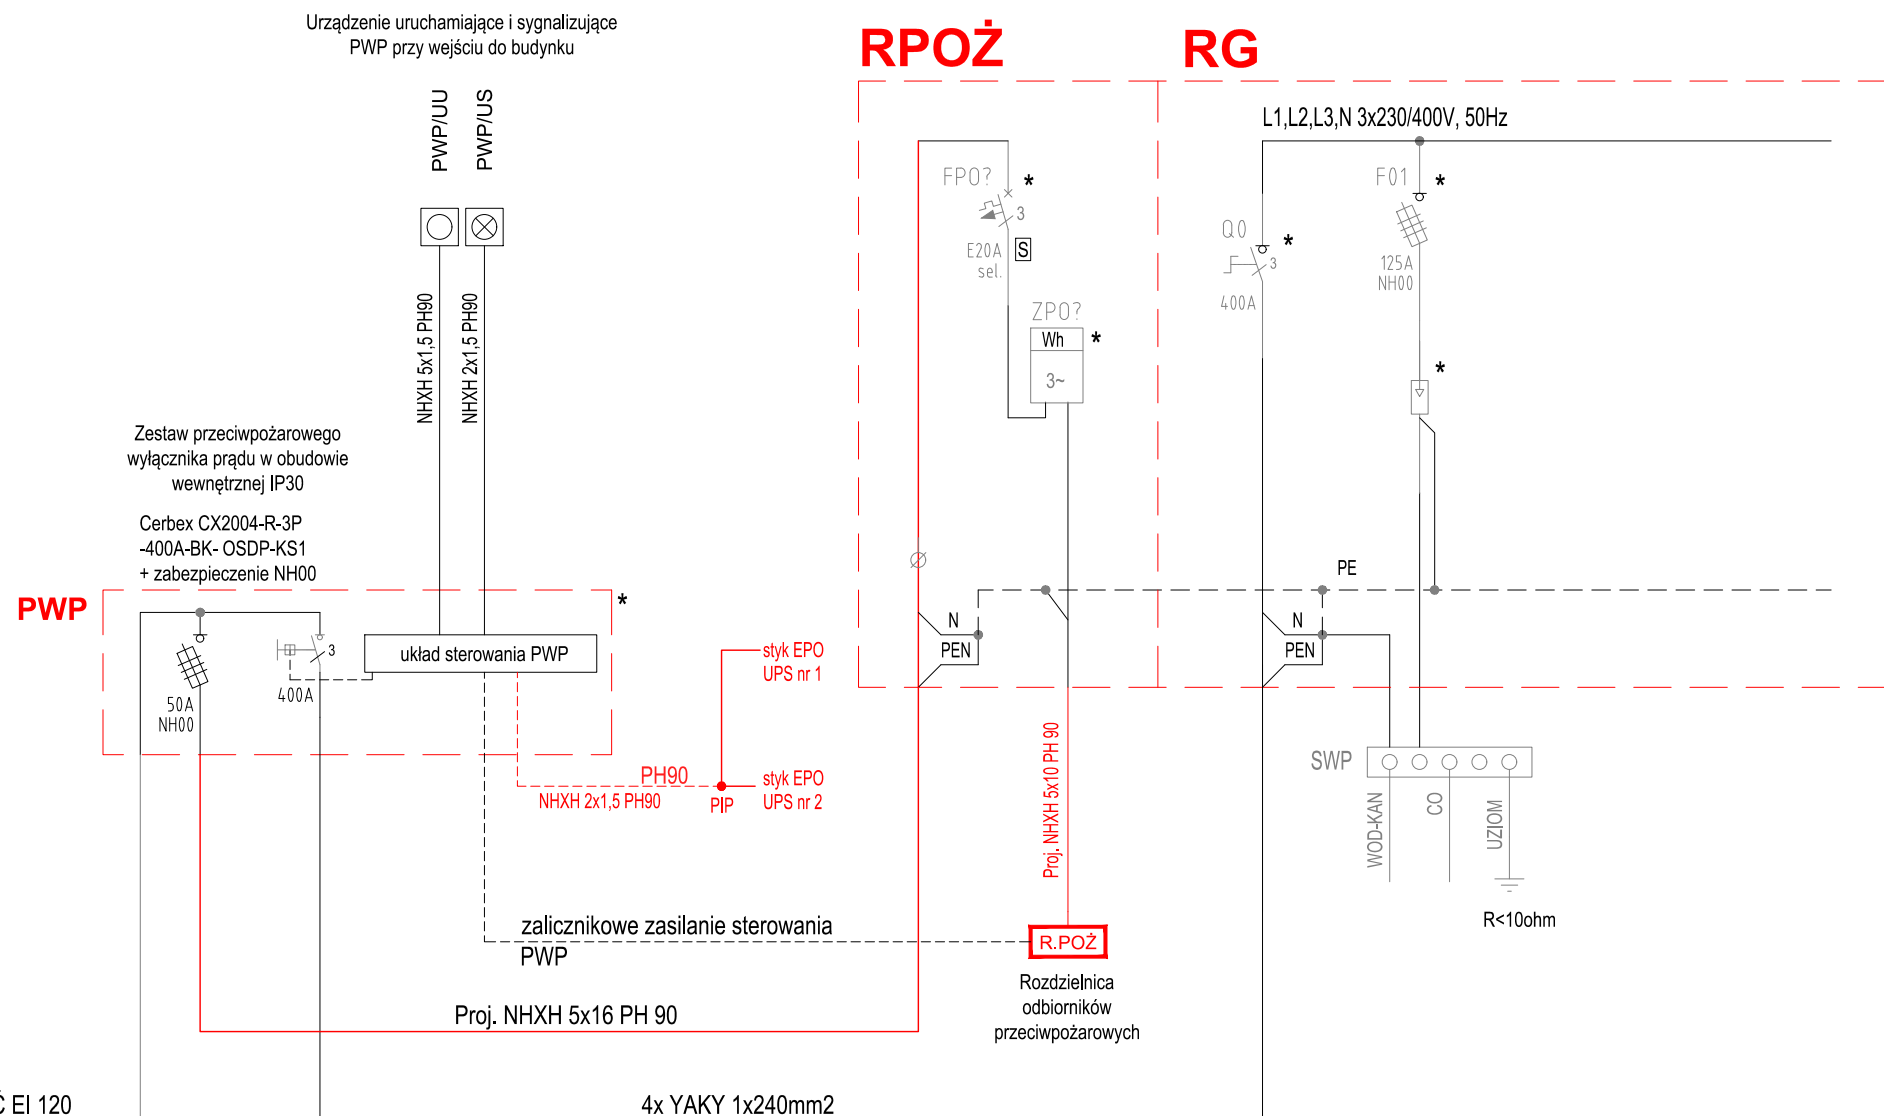 Urządzenie uruchamiające i sygnalizujące
PWP przy wejściu do budynku
PWP/UU
PWP/US
NHXH 5x1,5 PH90
NHXH 2x1,5 PH90
Zestaw przeciwpożarowego
wyłącznika prądu w obudowie
wewnętrznej IP30
Cerbex CX2004-R-3P
-400A-BK- OSDP-KS1
+ zabezpieczenie NH00
PWP
*
50A
NH00
3
400A
układ sterowania PWP
styk EPO
UPS nr 1
PH90
NHXH 2x1,5 PH90
PIP
styk EPO
UPS nr 2
zalicznikowe zasilanie sterowania
PWP
Proj. NHXH 5x16 PH 90
EI 120
4x YAKY 1x240mm2
RPOŻ
FPO?
*
3
E20A
sel.
S
ZPO?
Wh
*
3~
N
PEN
Proj. NHXH 5x10 PH 90
R.POŻ
Rozdzielnica
odbiorników
przeciwpożarowych
RG
L1,L2,L3,N 3x230/400V, 50Hz
Q0
*
3
400A
F01
*
125A
NH00
*
PE
N
PEN
SWP
WOD-KAN
CO
UZIOM
R<10ohm